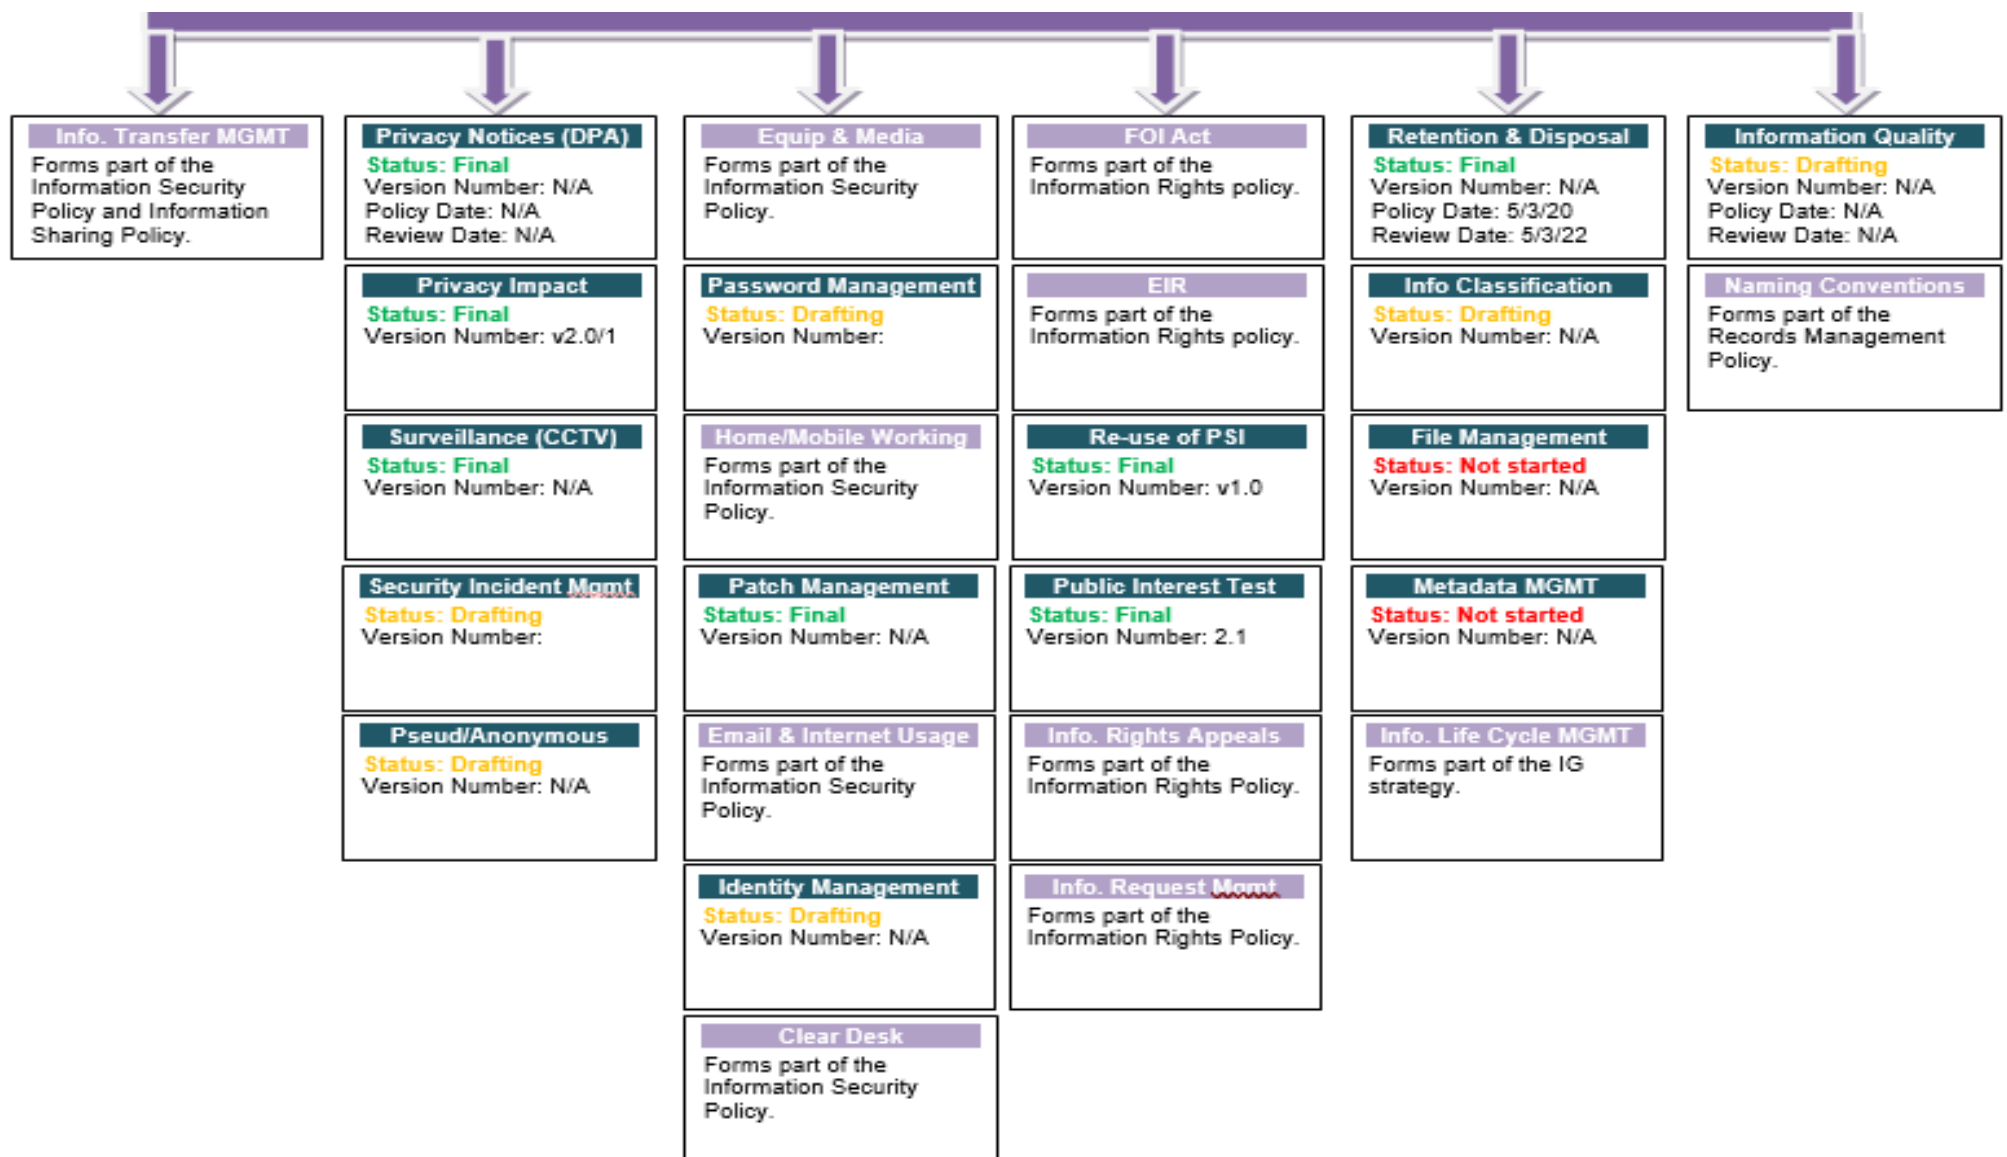 Info. Transfer MGMT
Forms part of the
Information Security
Policy and Information
Sharing Policy.
Privacy Notices (DPA)
Status: Final
Version Number: N/A
Policy Date: N/A
Review Date: N/A
Privacy Impact
Status: Final
Version Number: v2.0/1
Surveillance (CCTV)
Status: Final
Version Number: N/A
Security Incident Mgmt
Status: Drafting
Version Number:
Pseud/Anonymous
Status: Drafting
Version Number: N/A
Equip & Media
Forms part of the
Information Security
Policy.
Password Management
Status: Drafting
Version Number:
Home/Mobile Working
Forms part of the
Information Security
Policy.
Patch Management
Status: Final
Version Number: N/A
Email & Internet Usage
Forms part of the
Information Security
Policy.
Identity Management
Status: Drafting
Version Number: N/A
Clear Desk
Forms part of the
Information Security
Policy.
FOI Act
Forms part of the
Information Rights policy.
EIR
Forms part of the
Information Rights policy.
Re-use of PSI
Status: Final
Version Number: v1.0
Public Interest Test
Status: Final
Version Number: 2.1
Info. Rights Appeals
Forms part of the
Information Rights Policy.
Info. Request Mgmt
Forms part of the
Information Rights Policy.
Retention & Disposal
Status: Final
Version Number: N/A
Policy Date: 5/3/20
Review Date: 5/3/22
Info Classification
Status: Drafting
Version Number: N/A
File Management
Status: Not started
Version Number: N/A
Metadata MGMT
Status: Not started
Version Number: N/A
Info. Life Cycle MGMT
Forms part of the IG
strategy.
Information Quality
Status: Drafting
Version Number: N/A
Policy Date: N/A
Review Date: N/A
Naming Conventions
Forms part of the
Records Management
Policy.